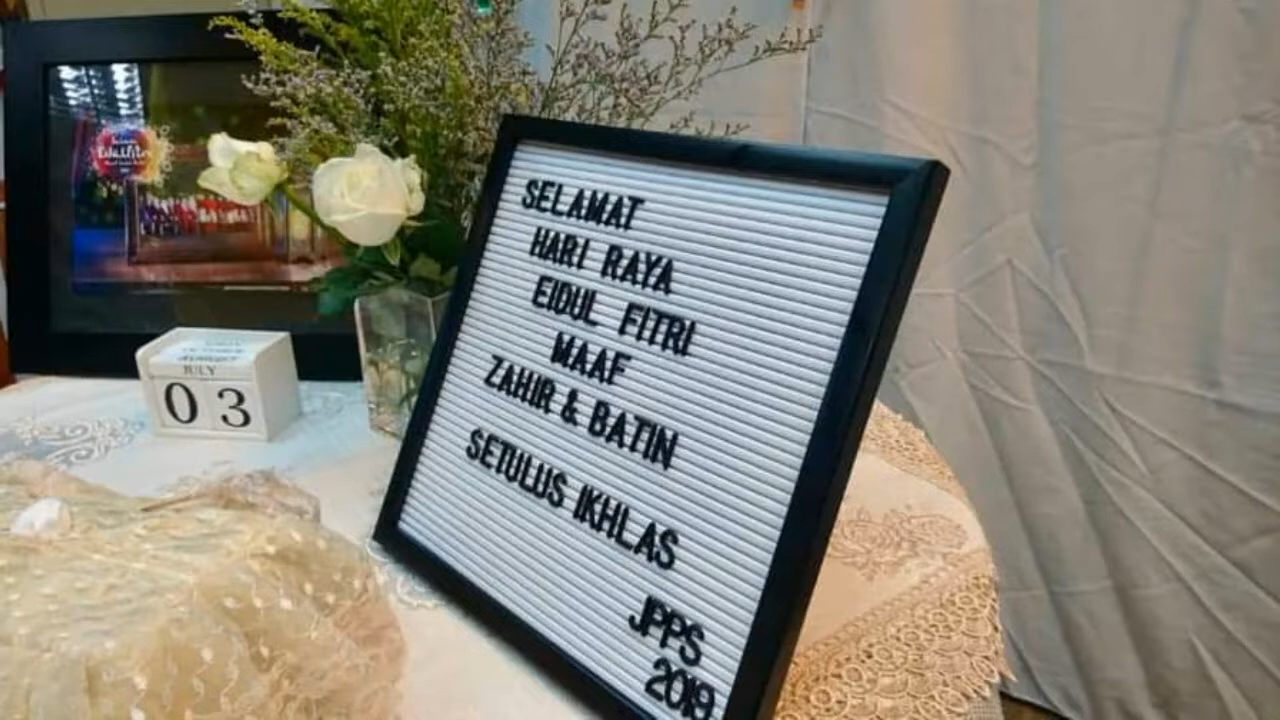 SELAMAT
HARI RAYA
EIDUL FITRI
MAAF
ZAHIR & BATIN
SETULUS IKHLAS
JPPS
2019
JULY
03